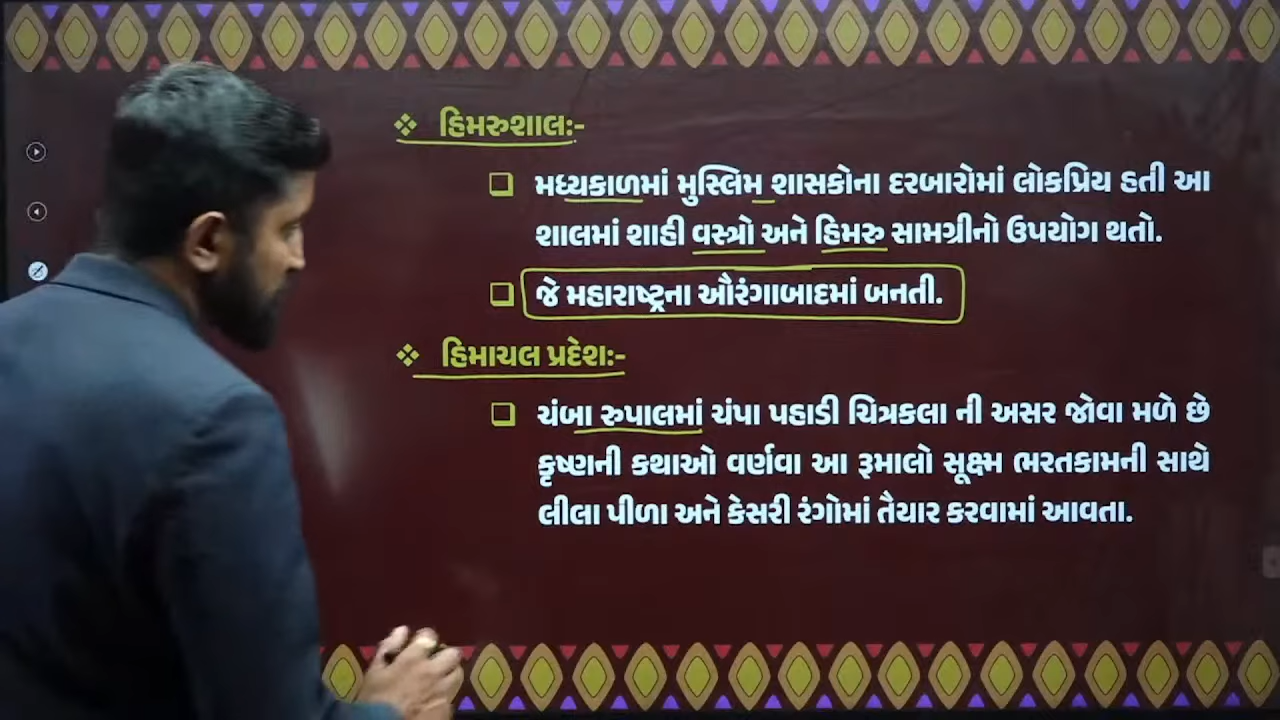 ❖ હિમરુશાલઃ-
❑ મધ્યકાળમાં મુસ્લિમ શાસકોના દરબારોમાં લોકપ્રિય હતી આ
શાલમાં શાહી વસ્ત્રો અને હિમરુ સામગ્રીનો ઉપયોગ થતો.
❑ જે મહારાષ્ટ્રના ઔરંગાબાદમાં બનતી.
❖ હિમાચલ પ્રદેશઃ-
❑ ચંબા રુપાલમાં ચંપા પહાડી ચિત્રકલા ની અસર જોવા મળે છે
કૃષ્ણની કથાઓ વર્ણવા આ રૂમાલો સૂક્ષ્મ ભરતકામની સાથે
લીલા પીળા અને કેસરી રંગોમાં તૈયાર કરવામાં આવતા.